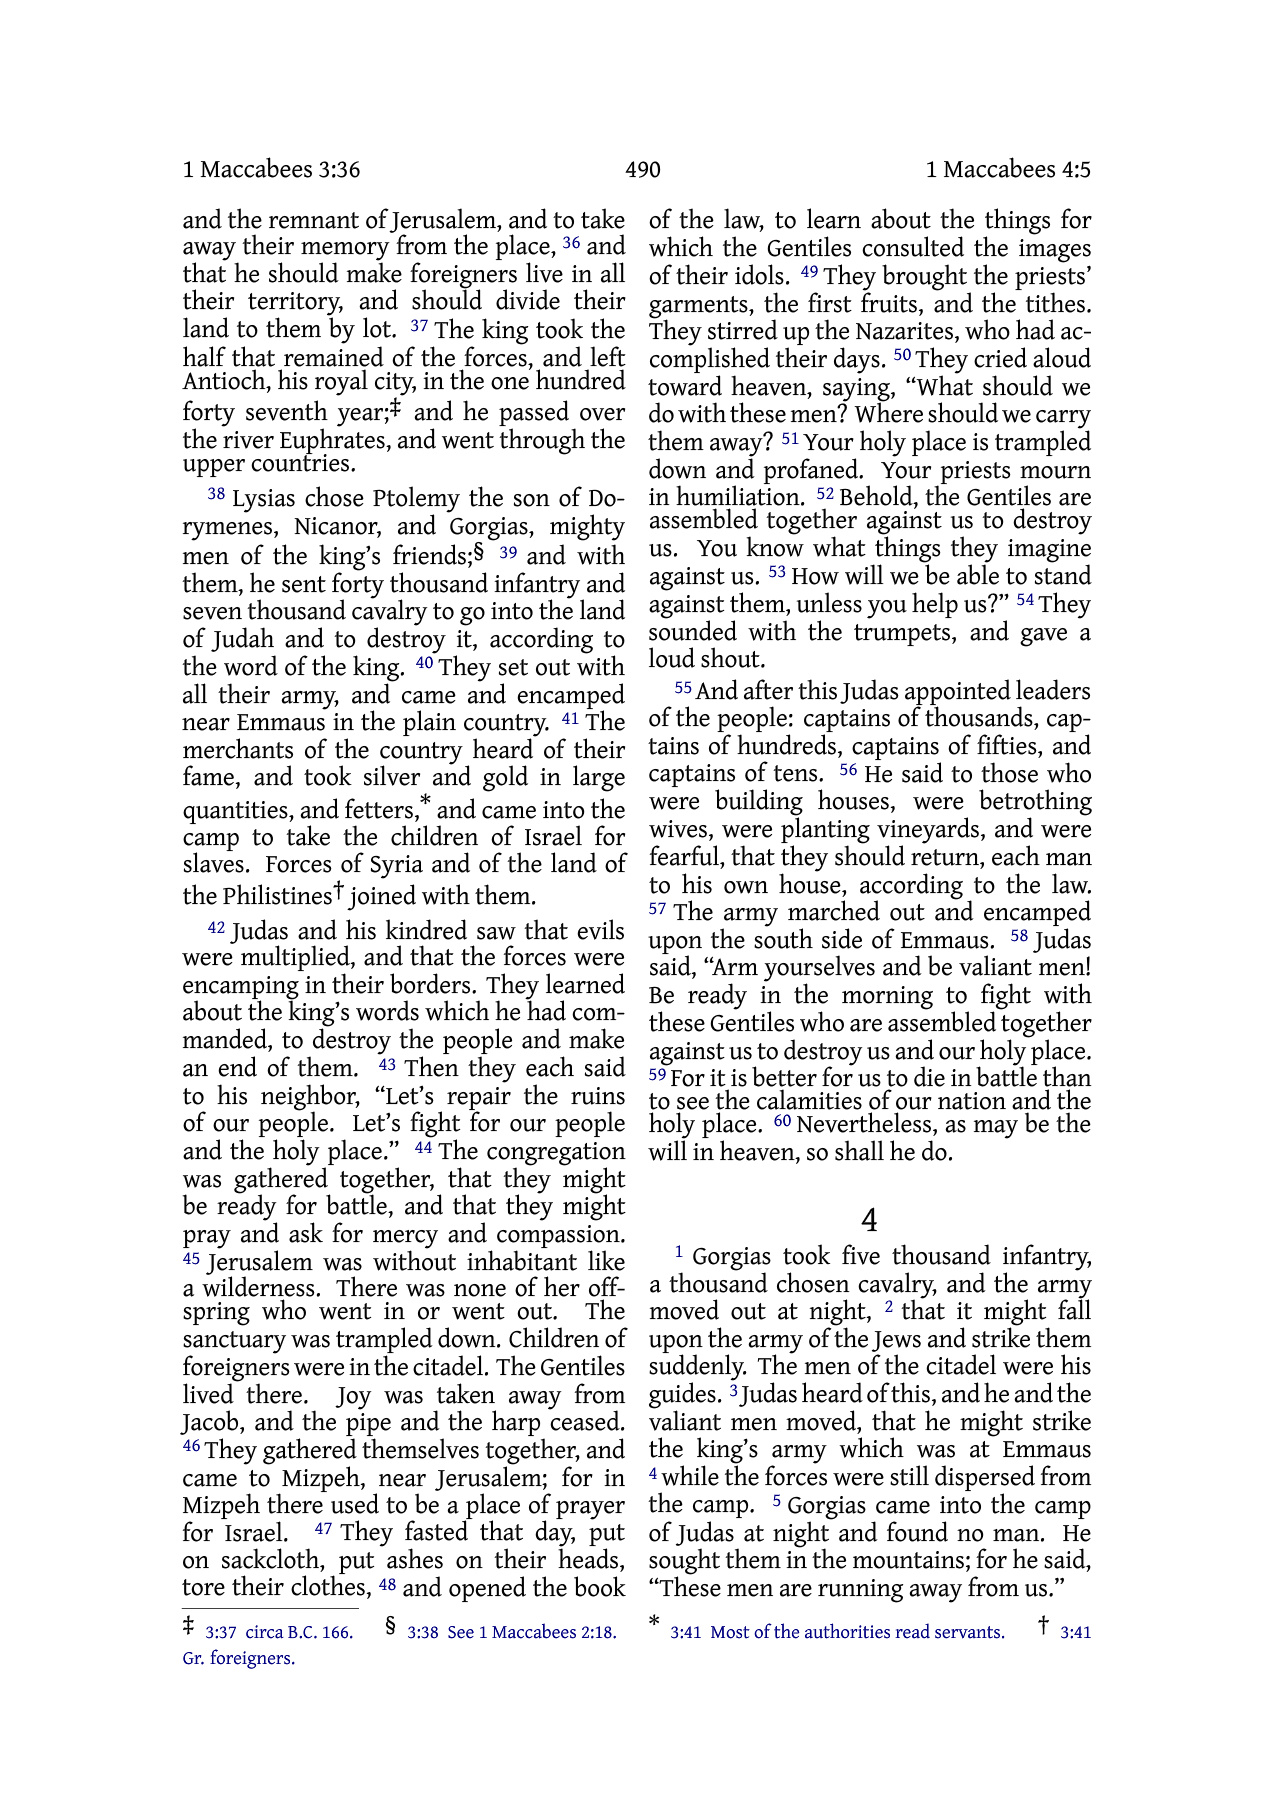 1 Maccabees 3:36 490 1 Maccabees 4:5
and the remnant of Jerusalem, and to take
away their memory from the place, 36 and
that he should make foreigners live in all
their territory, and should divide their
land to them by lot. 37 The king took the
half that remained of the forces, and left
Antioch, his royal city, in the one hundred
forty seventh year;‡ and he passed over
the river Euphrates, and went through the
upper countries.
38 Lysias chose Ptolemy the son of Do-
rymenes, Nicanor, and Gorgias, mighty
men of the king’s friends;§ 39 and with
them, he sent forty thousand infantry and
seven thousand cavalry to go into the land
of Judah and to destroy it, according to
the word of the king. 40 They set out with
all their army, and came and encamped
near Emmaus in the plain country. 41 The
merchants of the country heard of their
fame, and took silver and gold in large
quantities, and fetters,* and came into the
camp to take the children of Israel for
slaves. Forces of Syria and of the land of
the Philistines† joined with them.
42 Judas and his kindred saw that evils
were multiplied, and that the forces were
encamping in their borders. They learned
about the king’s words which he had com-
manded, to destroy the people and make
an end of them. 43 Then they each said
to his neighbor, “Let’s repair the ruins
of our people. Let’s fight for our people
and the holy place.” 44 The congregation
was gathered together, that they might
be ready for battle, and that they might
pray and ask for mercy and compassion.
45 Jerusalem was without inhabitant like
a wilderness. There was none of her off-
spring who went in or went out. The
sanctuary was trampled down. Children of
foreigners were in the citadel. The Gentiles
lived there. Joy was taken away from
Jacob, and the pipe and the harp ceased.
46 They gathered themselves together, and
came to Mizpeh, near Jerusalem; for in
Mizpeh there used to be a place of prayer
for Israel. 47 They fasted that day, put
on sackcloth, put ashes on their heads,
tore their clothes, 48 and opened the book
of the law, to learn about the things for
which the Gentiles consulted the images
of their idols. 49 They brought the priests’
garments, the first fruits, and the tithes.
They stirred up the Nazarites, who had ac-
complished their days. 50 They cried aloud
toward heaven, saying, “What should we
do with these men? Where should we carry
them away? 51 Your holy place is trampled
down and profaned. Your priests mourn
in humiliation. 52 Behold, the Gentiles are
assembled together against us to destroy
us. You know what things they imagine
against us. 53 How will we be able to stand
against them, unless you help us?” 54 They
sounded with the trumpets, and gave a
loud shout.
55 And after this Judas appointed leaders
of the people: captains of thousands, cap-
tains of hundreds, captains of fifties, and
captains of tens. 56 He said to those who
were building houses, were betrothing
wives, were planting vineyards, and were
fearful, that they should return, each man
to his own house, according to the law.
57 The army marched out and encamped
upon the south side of Emmaus. 58 Judas
said, “Arm yourselves and be valiant men!
Be ready in the morning to fight with
these Gentiles who are assembled together
against us to destroy us and our holy place.
59 For it is better for us to die in battle than
to see the calamities of our nation and the
holy place. 60 Nevertheless, as may be the
will in heaven, so shall he do.
4
1 Gorgias took five thousand infantry,
a thousand chosen cavalry, and the army
moved out at night, 2 that it might fall
upon the army of the Jews and strike them
suddenly. The men of the citadel were his
guides. 3 Judas heard of this, and he and the
valiant men moved, that he might strike
the king’s army which was at Emmaus
4 while the forces were still dispersed from
the camp. 5 Gorgias came into the camp
of Judas at night and found no man. He
sought them in the mountains; for he said,
“These men are running away from us.”
‡ 3:37 circa B.C. 166. § 3:38 See 1 Maccabees 2:18. * 3:41 Most of the authorities read servants. † 3:41
Gr. foreigners.